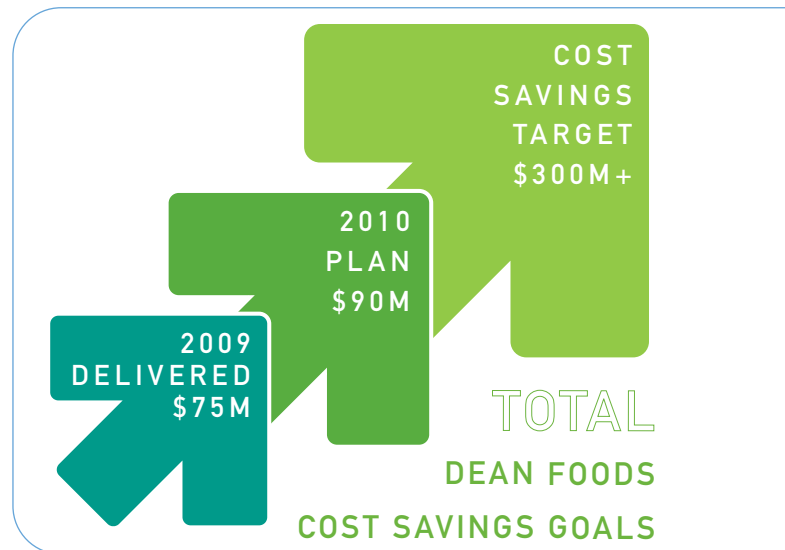 COST
SAVINGS
TARGET
$300M+
2010
PLAN
$90M
2009
DELIVERED
$75M
TOTAL
DEAN FOODS
COST SAVINGS GOALS